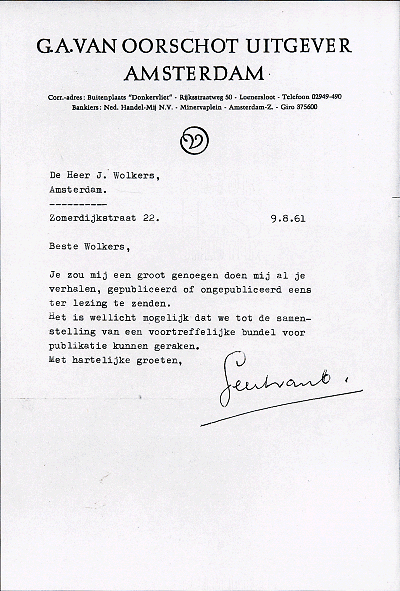 G.A.VAN OORSCHOT UITGEVER
AMSTERDAM
Corr.-adres: Buitenplaats "Donkervliet" - Rijksstraatweg 50 - Loenersloot - Telefoon 02949-490
Bankiers: Ned. Handel-Mij N.V. - Minervaplein - Amsterdam-Z. - Giro 375600
De Heer J. Wolkers,
Amsterdam.
----------
Zomerdijkstraat 22. 9.8.61
Beste Wolkers,
Je zou mij een groot genoegen doen mij al je
verhalen, gepubliceerd of ongepubliceerd eens
ter lezing te zenden.
Het is wellicht mogelijk dat we tot de samen-
stelling van een voortreffelijke bundel voor
publikatie kunnen geraken.
Met hartelijke groeten,